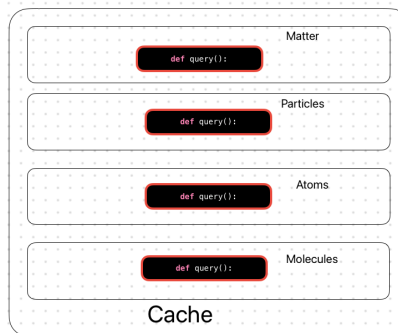 Matter
def query():
Particles
def query():
Atoms
def query():
Molecules
def query():
Cache